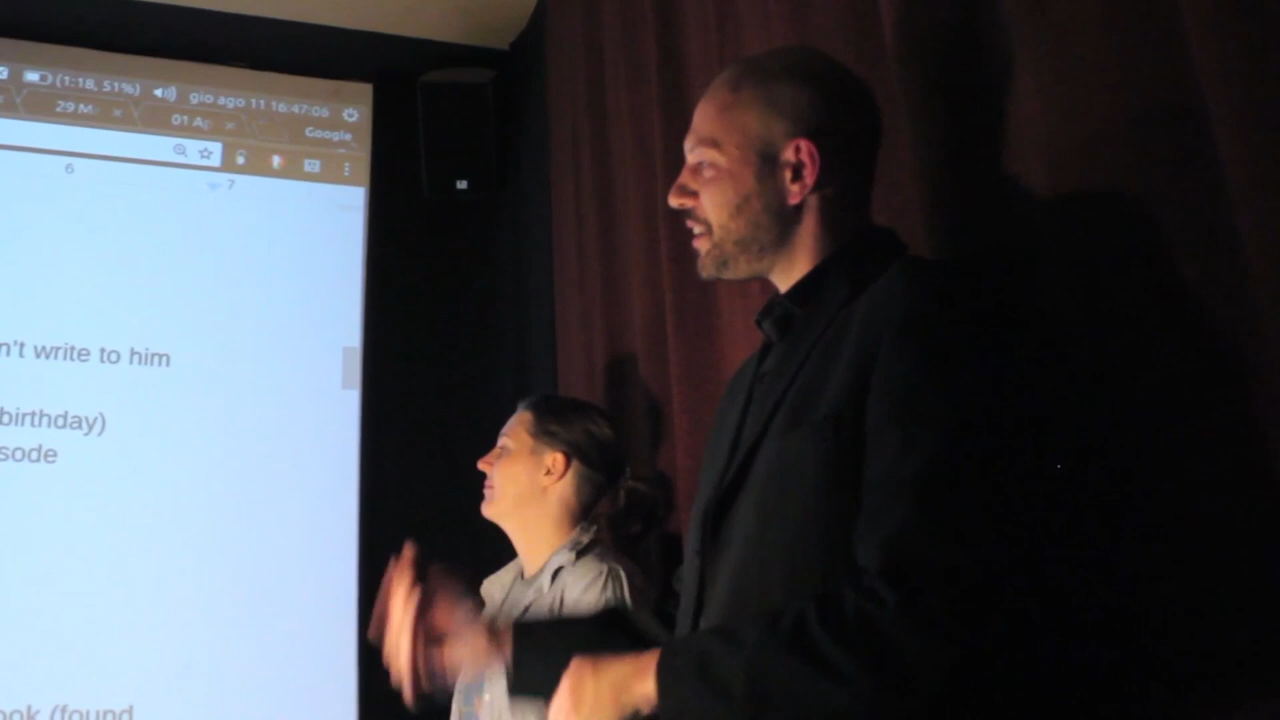 (1:18, 51%) gio ago 11 16:47:06
29 M
01 A
Google
6 7
n't write to him
birthday)
sode
ook (found